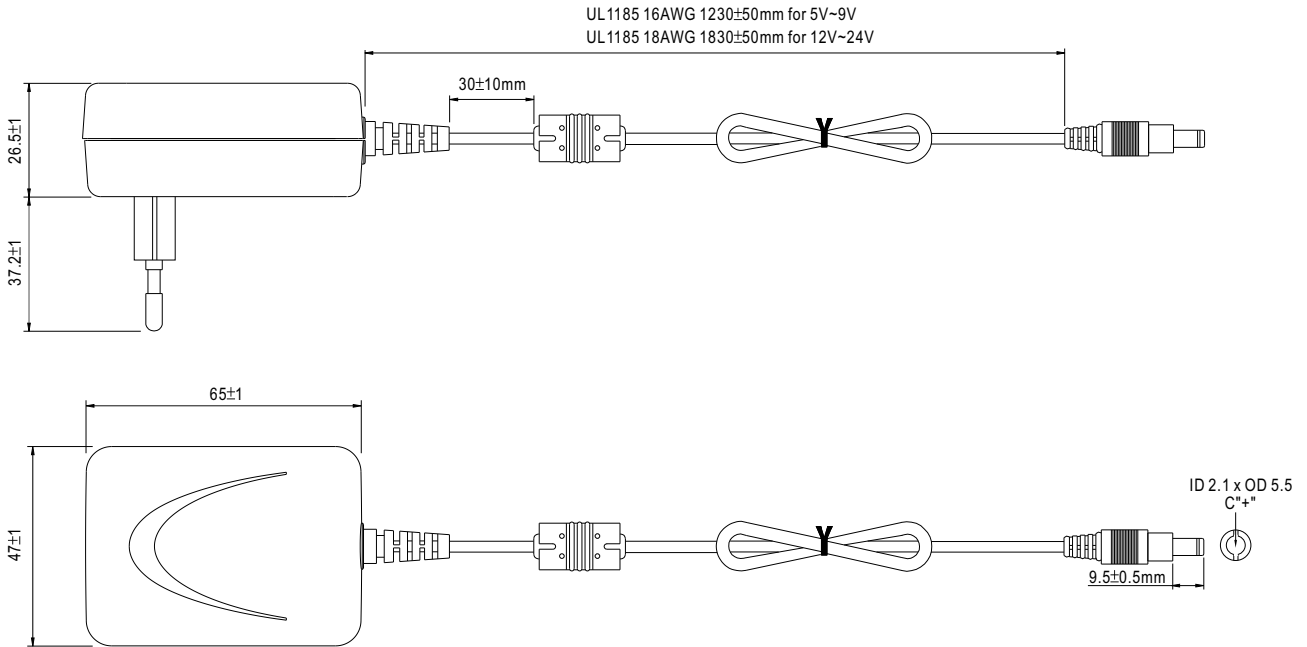 UL1185 16AWG 1230±50mm for 5V~9V
UL1185 18AWG 1830±50mm for 12V~24V
30±10mm
26.5±1
37.2±1
65±1
47±1
ID 2.1 x OD 5.5
C"+"
9.5±0.5mm